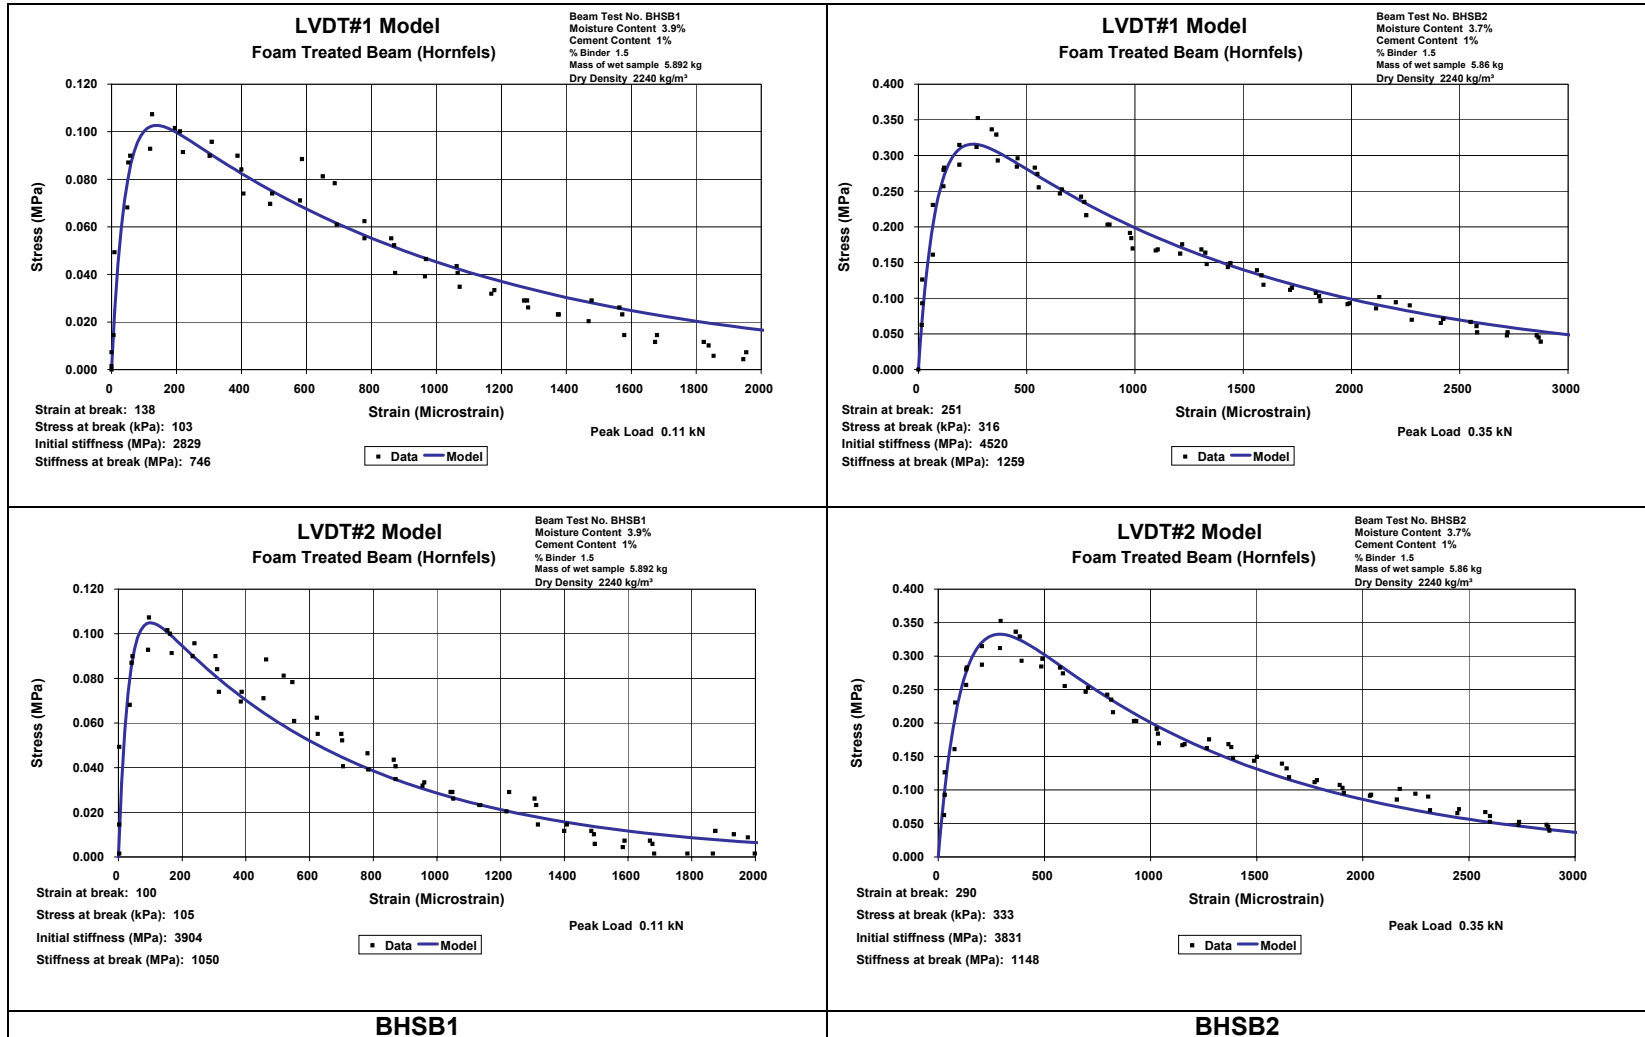 LVDT#1 Model
Foam Treated Beam (Hornfels)
Beam Test No. BHSB1
Moisture Content 3.9%
Cement Content 1%
% Binder 1.5
Mass of wet sample 5.892 kg
Dry Density 2240 kg/m³
Stress (MPa)
0.120
0.100
0.080
0.060
0.040
0.020
0.000
0 200 400 600 800 1000 1200 1400 1600 1800 2000
Strain (Microstrain)
Strain at break: 138
Stress at break (kPa): 103
Initial stiffness (MPa): 2829
Stiffness at break (MPa): 746
Peak Load 0.11 kN
Data Model
LVDT#1 Model
Foam Treated Beam (Hornfels)
Beam Test No. BHSB2
Moisture Content 3.7%
Cement Content 1%
% Binder 1.5
Mass of wet sample 5.86 kg
Dry Density 2240 kg/m³
Stress (MPa)
0.400
0.350
0.300
0.250
0.200
0.150
0.100
0.050
0.000
0 500 1000 1500 2000 2500 3000
Strain (Microstrain)
Strain at break: 251
Stress at break (kPa): 316
Initial stiffness (MPa): 4520
Stiffness at break (MPa): 1259
Peak Load 0.35 kN
Data Model
LVDT#2 Model
Foam Treated Beam (Hornfels)
Beam Test No. BHSB1
Moisture Content 3.9%
Cement Content 1%
% Binder 1.5
Mass of wet sample 5.892 kg
Dry Density 2240 kg/m³
Stress (MPa)
0.120
0.100
0.080
0.060
0.040
0.020
0.000
0 200 400 600 800 1000 1200 1400 1600 1800 2000
Strain (Microstrain)
Strain at break: 100
Stress at break (kPa): 105
Initial stiffness (MPa): 3904
Stiffness at break (MPa): 1050
Peak Load 0.11 kN
Data Model
LVDT#2 Model
Foam Treated Beam (Hornfels)
Beam Test No. BHSB2
Moisture Content 3.7%
Cement Content 1%
% Binder 1.5
Mass of wet sample 5.86 kg
Dry Density 2240 kg/m³
Stress (MPa)
0.400
0.350
0.300
0.250
0.200
0.150
0.100
0.050
0.000
0 500 1000 1500 2000 2500 3000
Strain (Microstrain)
Strain at break: 290
Stress at break (kPa): 333
Initial stiffness (MPa): 3831
Stiffness at break (MPa): 1148
Peak Load 0.35 kN
Data Model
BHSB1
BHSB2